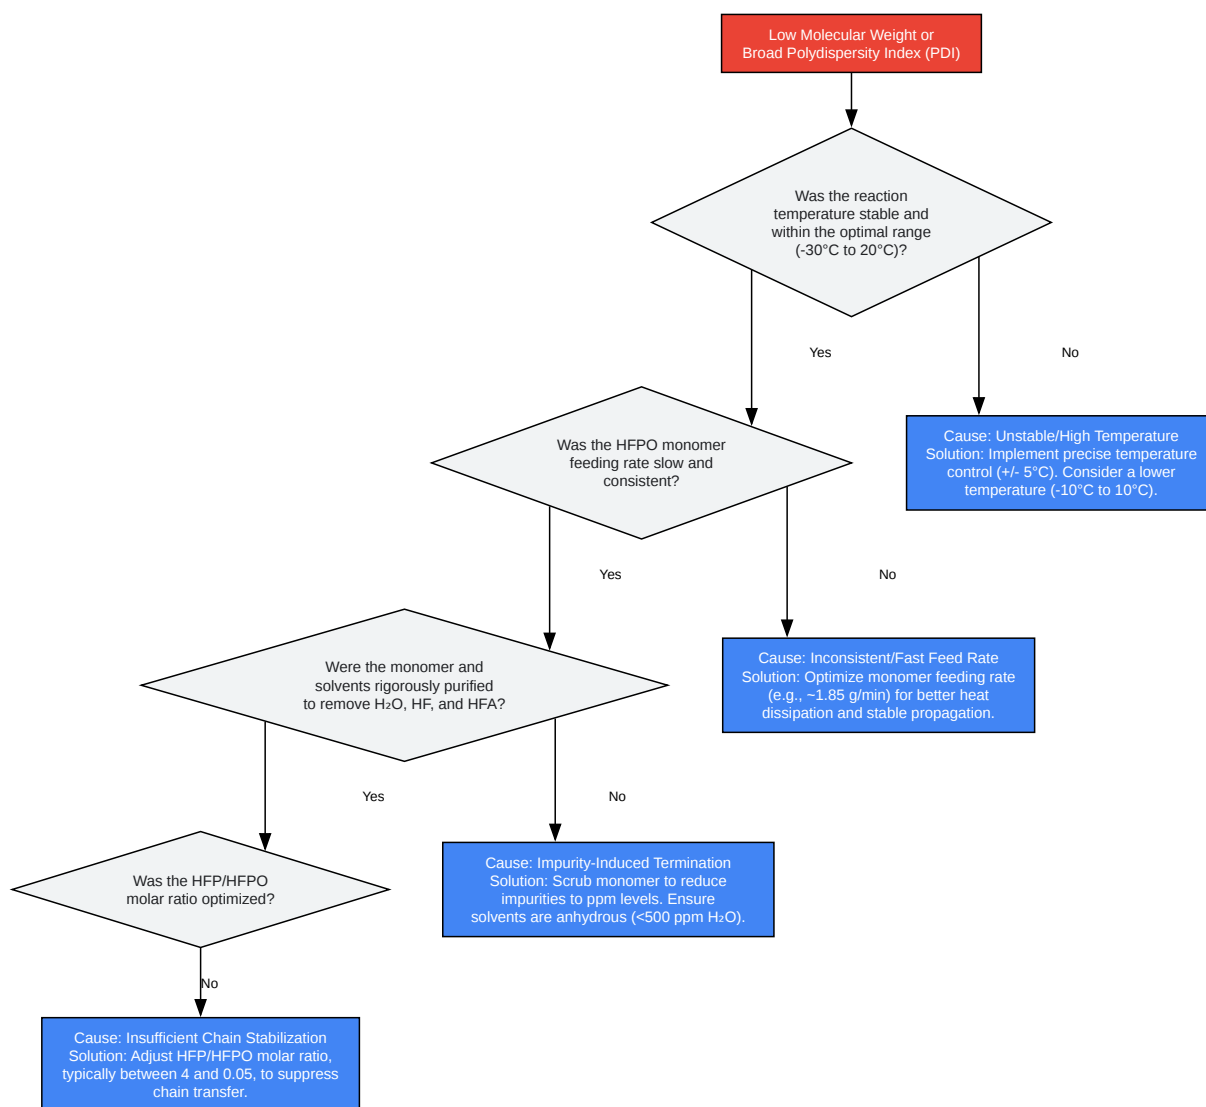 Low Molecular Weight or
Broad Polydispersity Index (PDI)
Was the reaction
temperature stable and
within the optimal range
(-30°C to 20°C)?
Yes
No
Was the HFPO monomer
feeding rate slow and
consistent?
Cause: Unstable/High Temperature
Solution: Implement precise temperature
control (+/- 5°C). Consider a lower
temperature (-10°C to 10°C).
Yes
No
Were the monomer and
solvents rigorously purified
to remove H₂O, HF, and HFA?
Cause: Inconsistent/Fast Feed Rate
Solution: Optimize monomer feeding rate
(e.g., ~1.85 g/min) for better heat
dissipation and stable propagation.
Yes
No
Was the HFP/HFPO
molar ratio optimized?
Cause: Impurity-Induced Termination
Solution: Scrub monomer to reduce
impurities to ppm levels. Ensure
solvents are anhydrous (<500 ppm H₂O).
No
Cause: Insufficient Chain Stabilization
Solution: Adjust HFP/HFPO molar ratio,
typically between 4 and 0.05, to suppress
chain transfer.